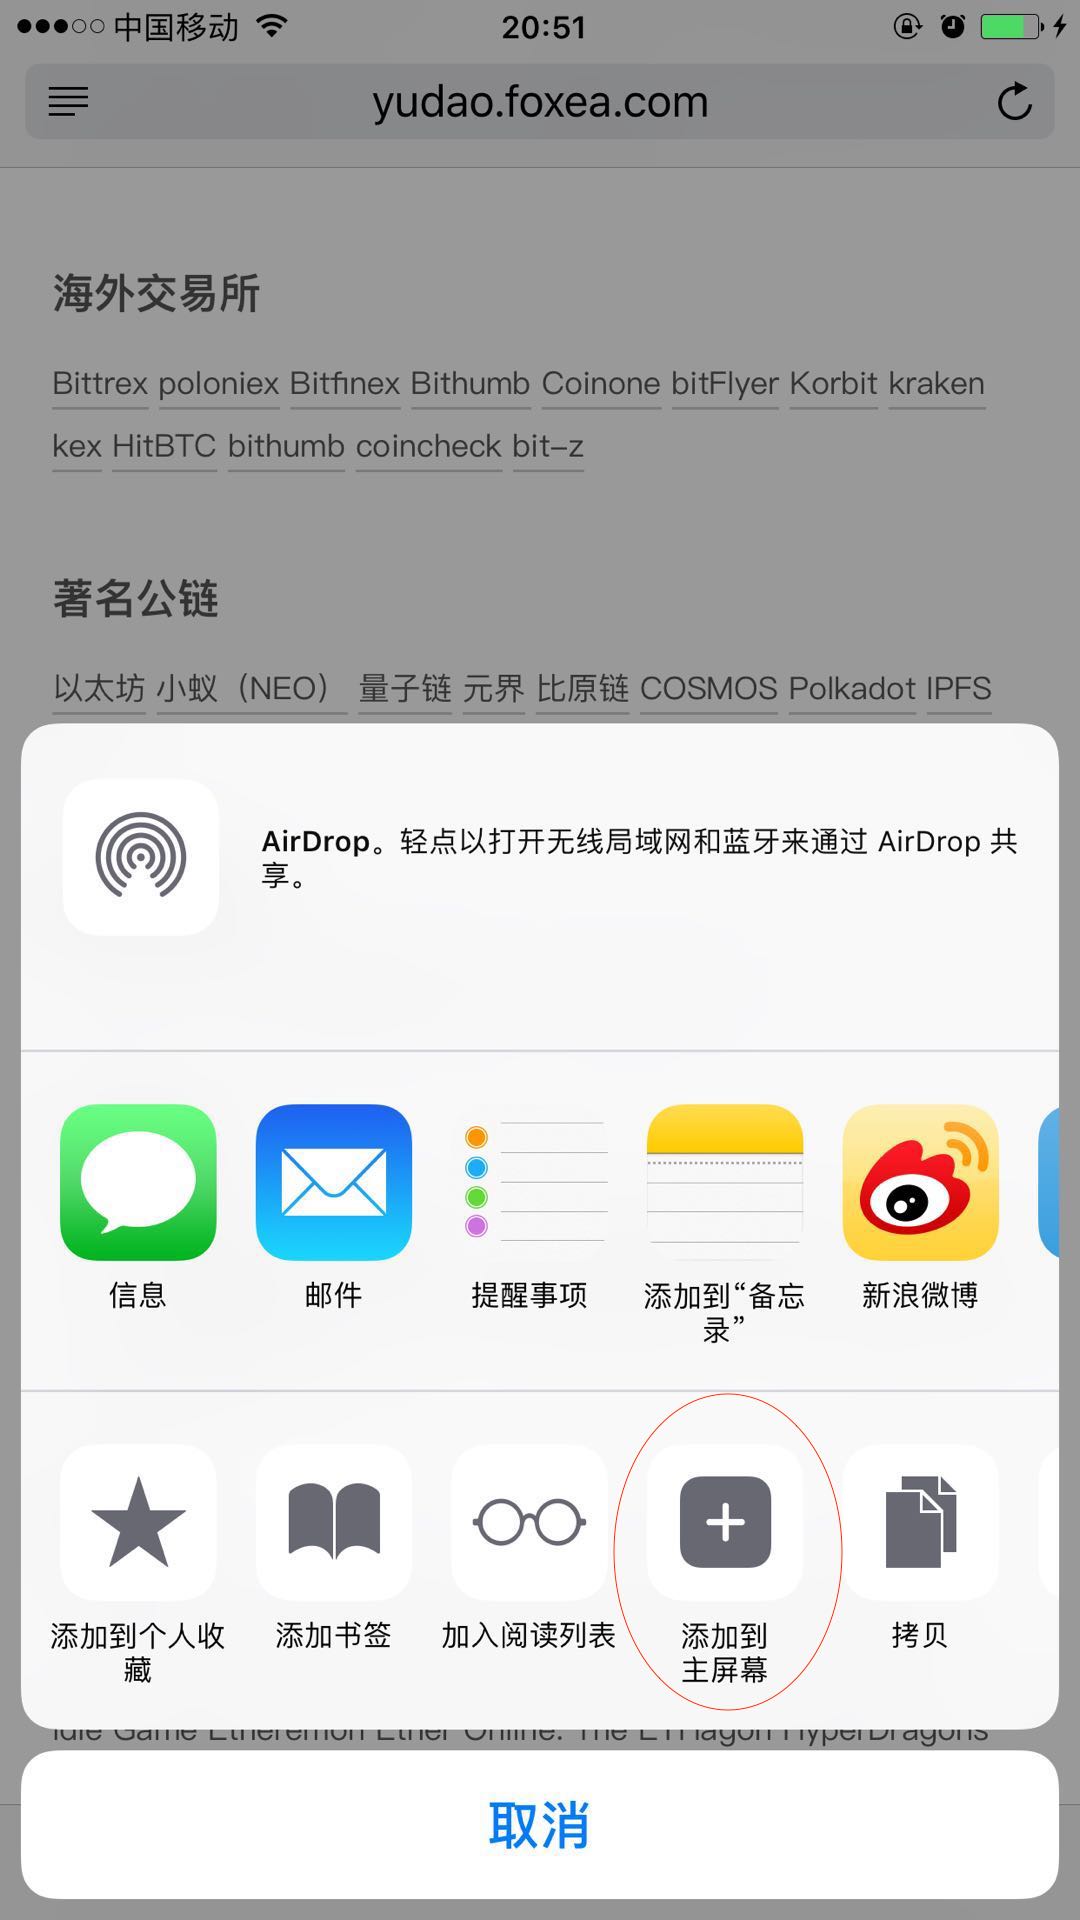 中国移动
20:51
yudao.foxea.com
海外交易所
Bittrex poloniex Bitfinex Bithumb Coinone bitFlyer Korbit kraken
kex HitBTC bithumb coincheck bit-z
著名公链
以太坊 小蚁（NEO） 量子链 元界 比原链 COSMOS Polkadot IPFS
AirDrop。轻点以打开无线局域网和蓝牙来通过 AirDrop 共
享。
信息
邮件
提醒事项
添加到“备忘
录”
新浪微博
添加到个人收
藏
添加书签
加入阅读列表
添加到
主屏幕
拷贝
Idle Game Etheremon Ether Online: The ETHagon HyperDragons
取消